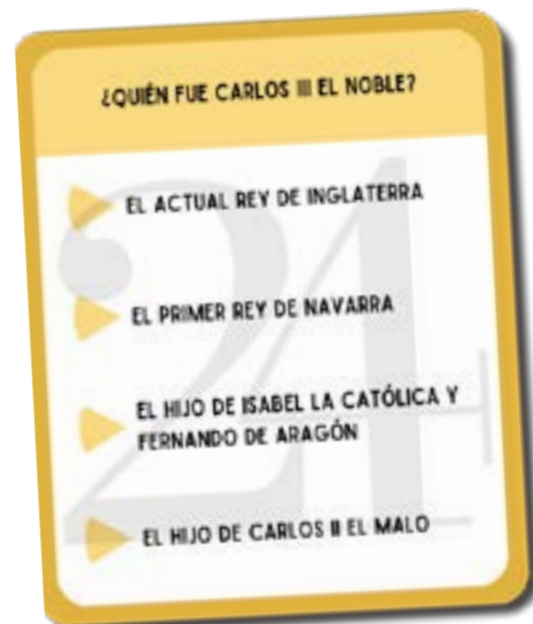 ¿QUIÉN FUE CARLOS III EL NOBLE?
EL ACTUAL REY DE INGLATERRA
EL PRIMER REY DE NAVARRA
EL HIJO DE ISABEL LA CATÓLICA Y
FERNANDO DE ARAGÓN
EL HIJO DE CARLOS II EL MALO
24